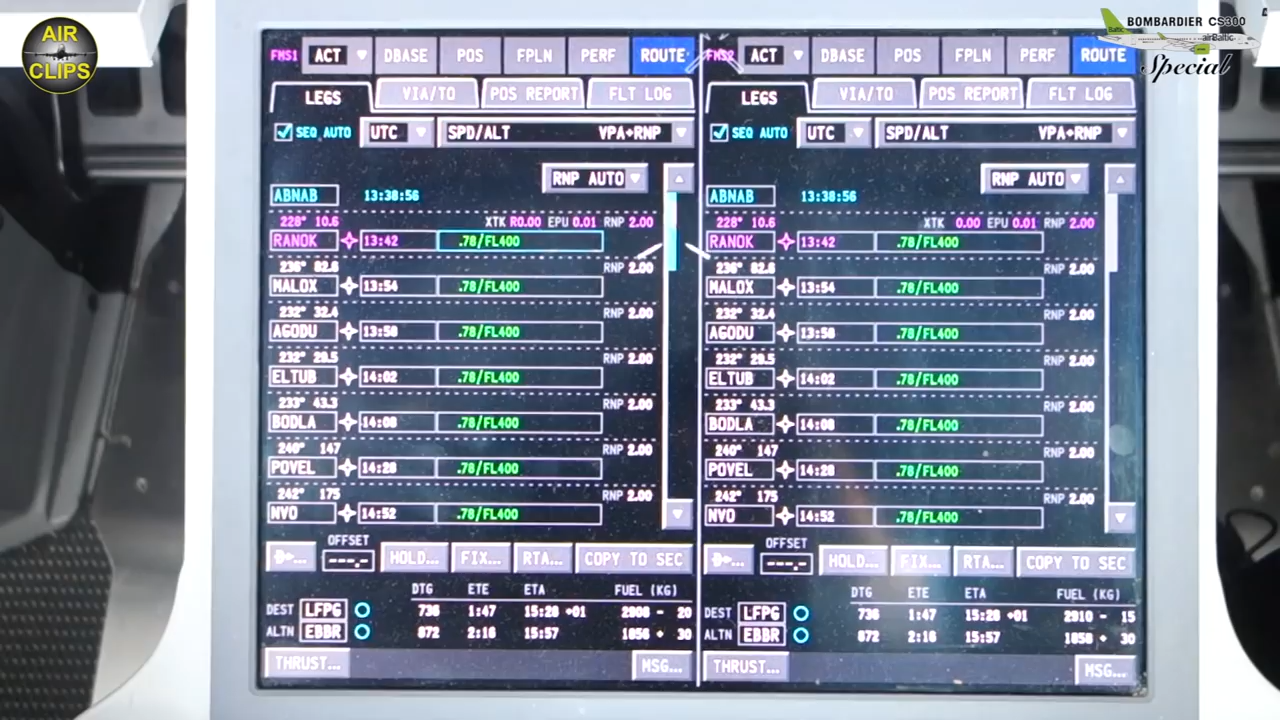 AIR
CLIPS
BOMBARDIER CS300
airBaltic
Special
FMS1 ACT DBASE POS FPLN PERF ROUTE
LEGS VIA/TO POS REPORT FLT LOG
SEQ AUTO UTC SPD/ALT VPA+RNP
RNP AUTO
ABNAB 13:38:56
228° 10.6 XTK R0.00 EPU 0.01 RNP 2.00
RANOK 13:42 .78/FL400
236° 82.8 RNP 2.00
MALOX 13:54 .78/FL400
232° 32.4 RNP 2.00
AGODU 13:58 .78/FL400
232° 29.5 RNP 2.00
ELTUB 14:02 .78/FL400
233° 43.3 RNP 2.00
BODLA 14:08 .78/FL400
240° 147 RNP 2.00
POVEL 14:28 .78/FL400
242° 175 RNP 2.00
NVO 14:52 .78/FL400
OFFSET
---.- HOLD... FIX... RTA... COPY TO SEC
DTG ETE ETA FUEL (KG)
DEST LFPG 736 1:47 15:28 +01 2908 - 20
ALTN EBBR 872 2:16 15:57 1856 + 30
THRUST... MSG...
FMS2 ACT DBASE POS FPLN PERF ROUTE
LEGS VIA/TO POS REPORT FLT LOG
SEQ AUTO UTC SPD/ALT VPA+RNP
RNP AUTO
ABNAB 13:38:56
228° 10.6 XTK 0.00 EPU 0.01 RNP 2.00
RANOK 13:42 .78/FL400
236° 82.8 RNP 2.00
MALOX 13:54 .78/FL400
232° 32.4 RNP 2.00
AGODU 13:58 .78/FL400
232° 29.5 RNP 2.00
ELTUB 14:02 .78/FL400
233° 43.3 RNP 2.00
BODLA 14:08 .78/FL400
240° 147 RNP 2.00
POVEL 14:28 .78/FL400
242° 175 RNP 2.00
NVO 14:52 .78/FL400
OFFSET
---.- HOLD... FIX... RTA... COPY TO SEC
DTG ETE ETA FUEL (KG)
DEST LFPG 736 1:47 15:28 +01 2910 - 15
ALTN EBBR 872 2:16 15:57 1858 + 30
THRUST... MSG...